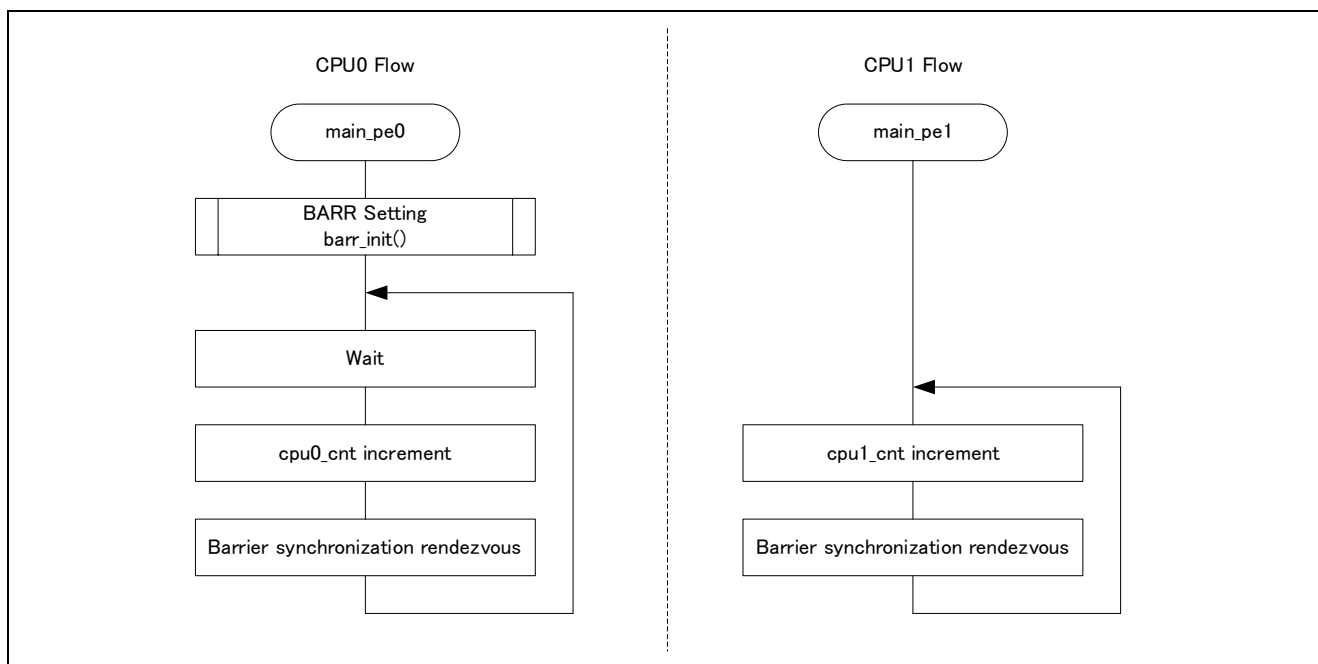 CPU0 Flow
main_pe0
BARR Setting
barr_init()
Wait
cpu0_cnt increment
Barrier synchronization rendezvous
CPU1 Flow
main_pe1
cpu1_cnt increment
Barrier synchronization rendezvous